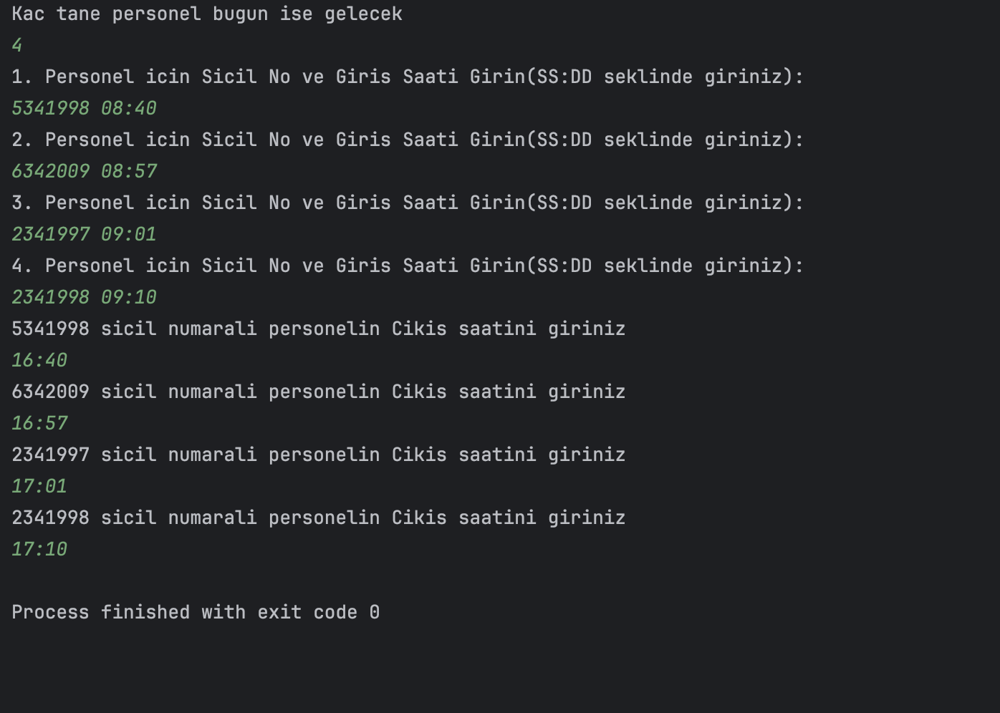 Kac tane personel bugun ise gelecek
4
1. Personel icin Sicil No ve Giris Saati Girin(SS:DD seklinde giriniz):
5341998 08:40
2. Personel icin Sicil No ve Giris Saati Girin(SS:DD seklinde giriniz):
6342009 08:57
3. Personel icin Sicil No ve Giris Saati Girin(SS:DD seklinde giriniz):
2341997 09:01
4. Personel icin Sicil No ve Giris Saati Girin(SS:DD seklinde giriniz):
2341998 09:10
5341998 sicil numarali personelin Cikis saatini giriniz
16:40
6342009 sicil numarali personelin Cikis saatini giriniz
16:57
2341997 sicil numarali personelin Cikis saatini giriniz
17:01
2341998 sicil numarali personelin Cikis saatini giriniz
17:10
Process finished with exit code 0